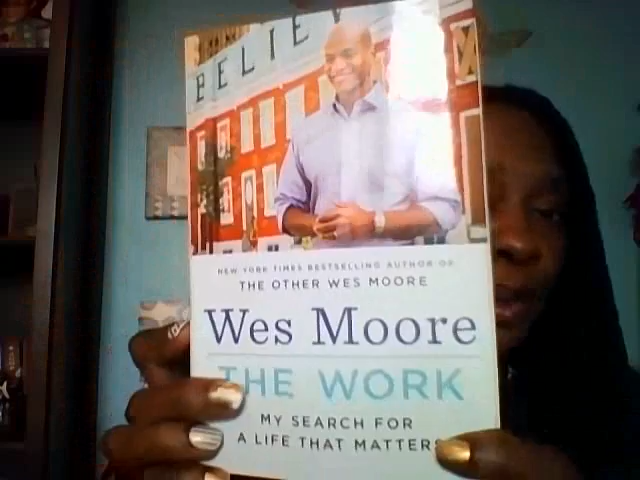 BELIEV
NEW YORK TIMES BESTSELLING AUTHOR OF
THE OTHER WES MOORE
Wes Moore
THE WORK
MY SEARCH FOR
A LIFE THAT MATTERS